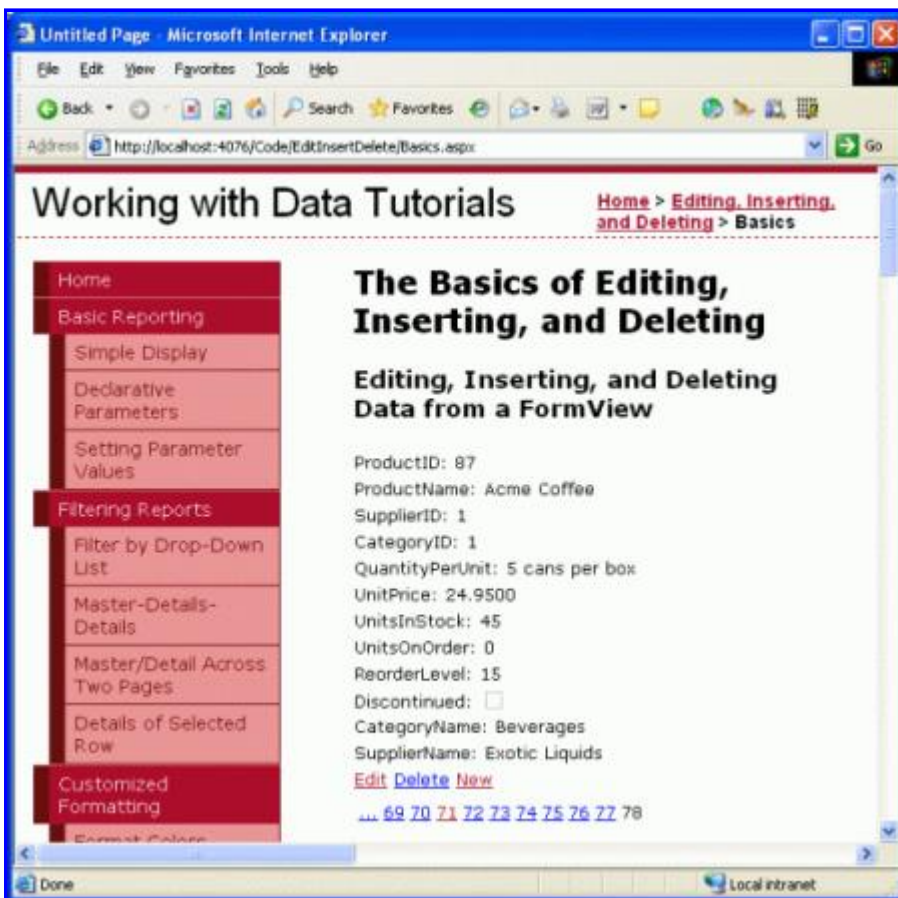 Untitled Page - Microsoft Internet Explorer
File Edit View Favorites Tools Help
Back Search Favorites
Address http://localhost:4076/Code/EditInsertDelete/Basics.aspx Go
Working with Data Tutorials
Home > Editing, Inserting,
and Deleting > Basics
Home
Basic Reporting
Simple Display
Declarative
Parameters
Setting Parameter
Values
Filtering Reports
Filter by Drop-Down
List
Master-Details-
Details
Master/Detail Across
Two Pages
Details of Selected
Row
Customized
Formatting
Format Colors
The Basics of Editing,
Inserting, and Deleting
Editing, Inserting, and Deleting
Data from a FormView
ProductID: 87
ProductName: Acme Coffee
SupplierID: 1
CategoryID: 1
QuantityPerUnit: 5 cans per box
UnitPrice: 24.9500
UnitsInStock: 45
UnitsOnOrder: 0
ReorderLevel: 15
Discontinued:
CategoryName: Beverages
SupplierName: Exotic Liquids
Edit Delete New
... 69 70 71 72 73 74 75 76 77 78
Done
Local intranet